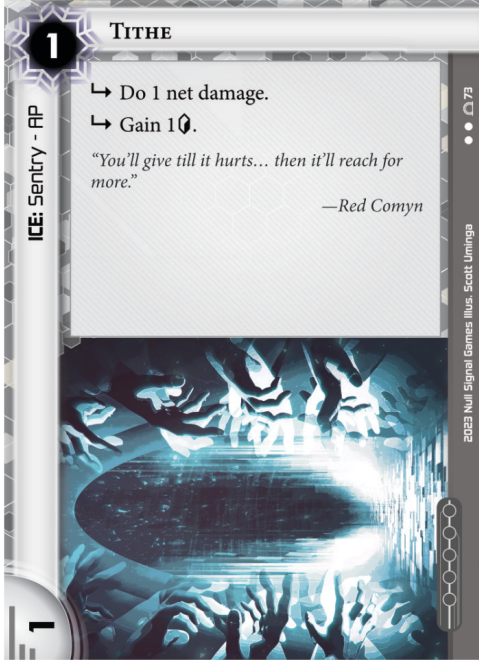 1
Tithe
↳ Do 1 net damage.
↳ Gain 1.
“You’ll give till it hurts… then it’ll reach for
more.”
—Red Comyn
ICE: Sentry - AP
73
2023 Null Signal Games Illus. Scott Uminga
1